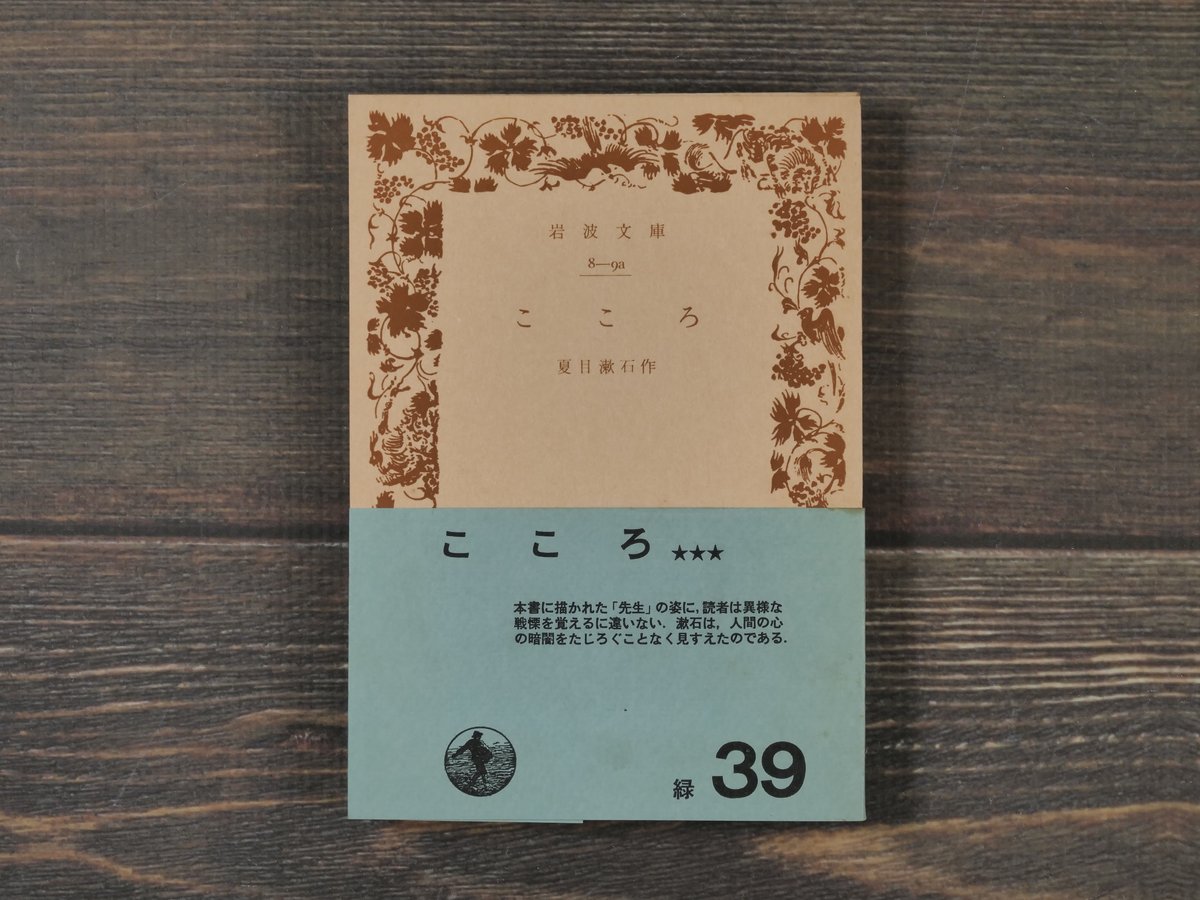 岩波文庫
8—9a
こころ
夏目漱石作
こころ ★★★
本書に描かれた「先生」の姿に,読者は異様な
戦慄を覚えるに違いない.漱石は,人間の心
の暗闇をたじろぐことなく見すえたのである.
緑 39